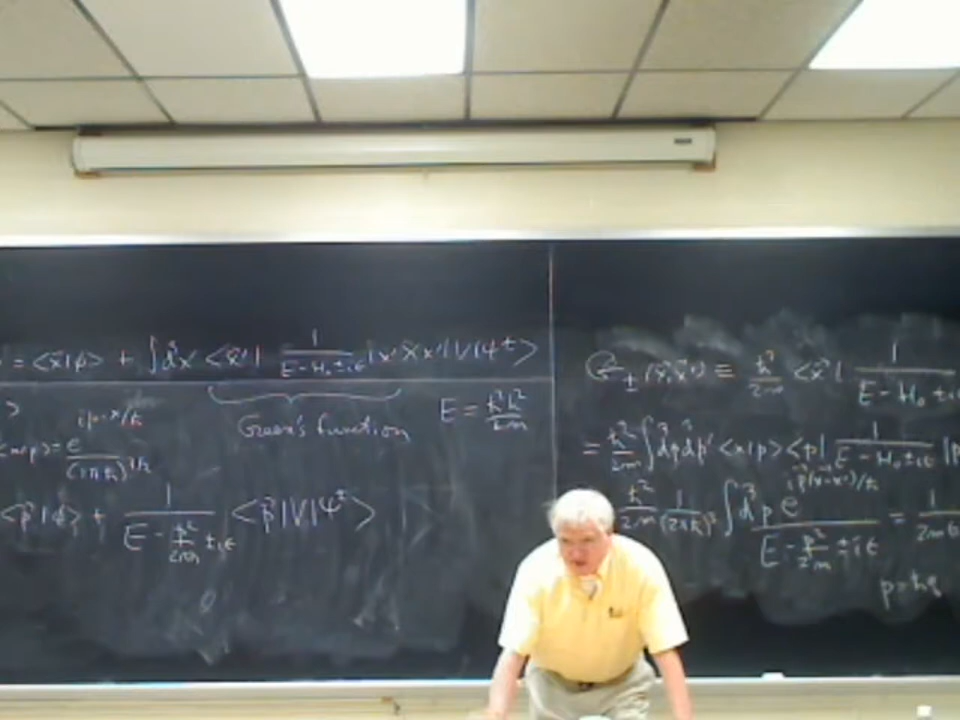 = <x|φ> + ∫d³x' <x'| 1/(E-H₀±iε) |x'><x'|V|ψ±>
Green's function
E = ħ²k²/2m
<x|p> = e^{ip·x/ħ}/(2πħ)^{3/2}
<p|φ> + 1/(E - ħ²/2m ±iε) <p|V|ψ±>
G±(x,x') ≡ ħ²/2m <x| 1/(E-H₀±iε)
= ħ²/2m ∫d³p d³p' <x|p><p| 1/(E-H₀±iε) |p
ħ²/2m 1/(2πħ)³ ∫d³p e^{ip(x-x')/ħ}/(E - p²/2m ±iε) =
p=ħq